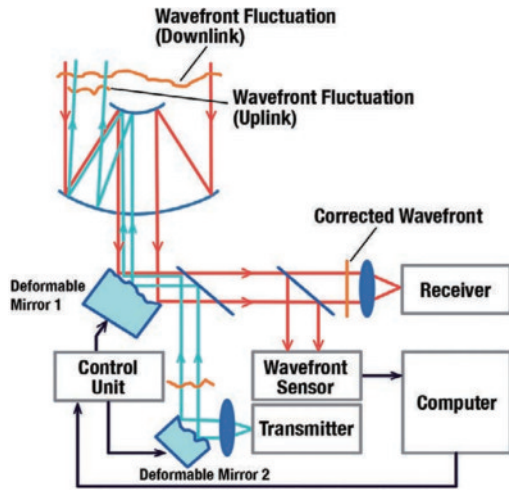 Wavefront Fluctuation
(Downlink)
Wavefront Fluctuation
(Uplink)
Corrected Wavefront
Deformable
Mirror 1
Receiver
Control
Unit
Wavefront
Sensor
Computer
Transmitter
Deformable Mirror 2